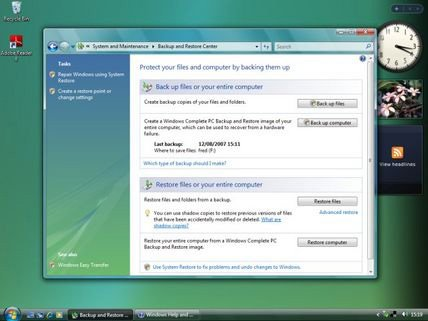 Recycle Bin
Adobe Reader
System and Maintenance
Backup and Restore Center
Search
Tasks
Repair Windows using System
Restore
Create a restore point or
change settings
See also
Windows Easy Transfer
Protect your files and computer by backing them up
Back up files or your entire computer
Create backup copies of your files and folders.
Back up files
Create a Windows Complete PC Backup and Restore image of your
entire computer, which can be used to recover from a hardware
failure.
Back up computer
Last backup: 12/08/2007 15:11
Where to save files: Fred (F:)
Which type of backup should I make?
Restore files or your entire computer
Restore files and folders from a backup.
Restore files
You can use shadow copies to restore previous versions of files
that have been accidentally modified or deleted. What are
shadow copies?
Advanced restore
Restore your entire computer from a Windows Complete PC
Backup and Restore image.
Restore computer
Use System Restore to fix problems and undo changes to Windows.
View headlines
Backup and Restore ...
Windows Help and ...
15:19